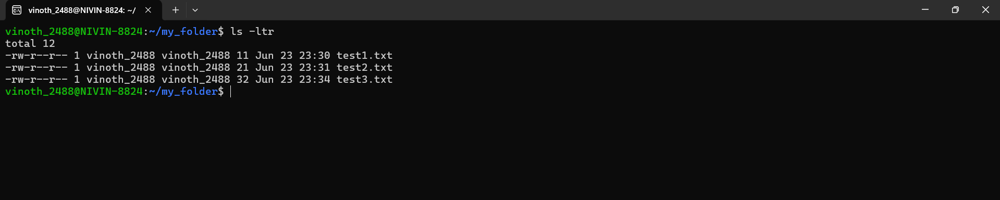 vinoth_2488@NIVIN-8824: ~/
vinoth_2488@NIVIN-8824:~/my_folder$ ls -ltr
total 12
-rw-r--r-- 1 vinoth_2488 vinoth_2488 11 Jun 23 23:30 test1.txt
-rw-r--r-- 1 vinoth_2488 vinoth_2488 21 Jun 23 23:31 test2.txt
-rw-r--r-- 1 vinoth_2488 vinoth_2488 32 Jun 23 23:34 test3.txt
vinoth_2488@NIVIN-8824:~/my_folder$